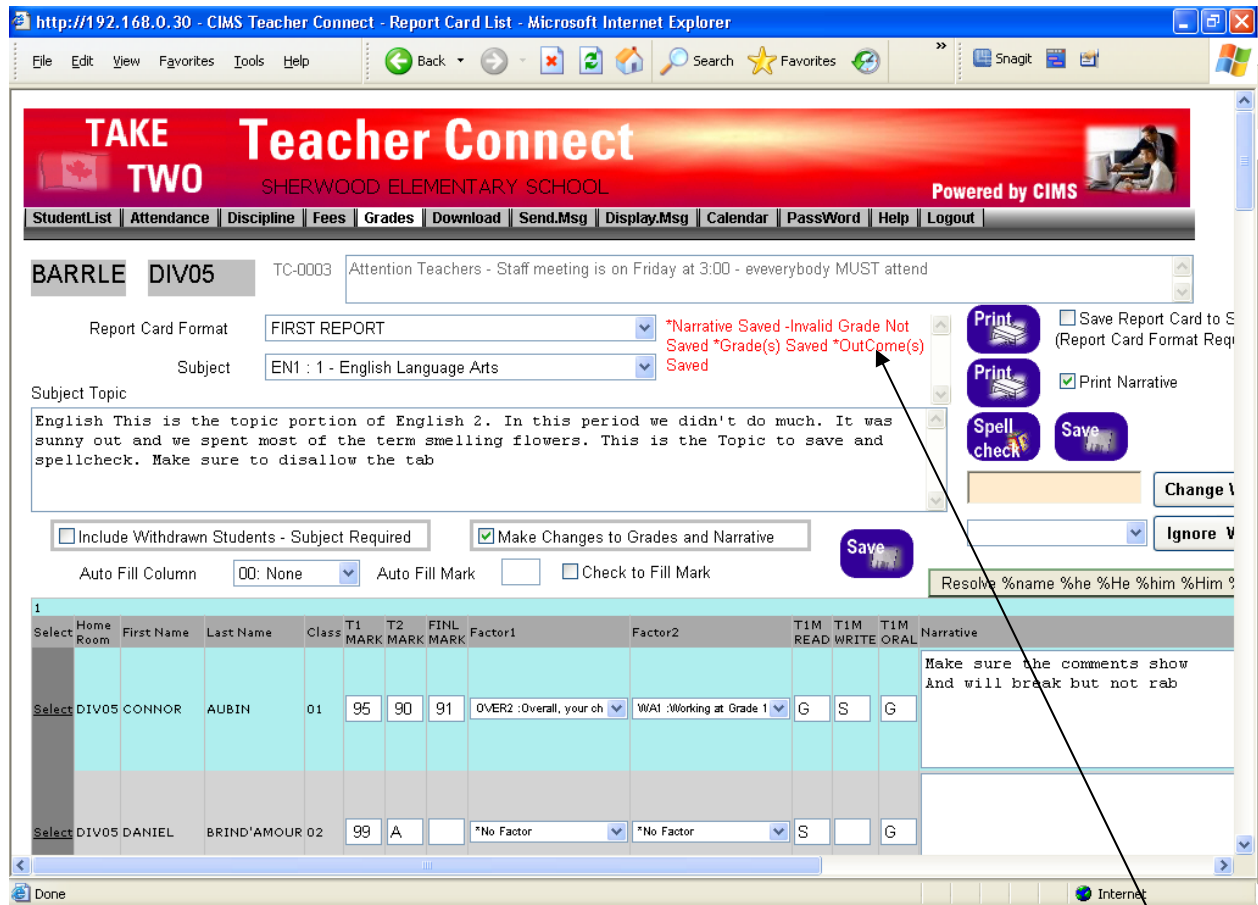 http://192.168.0.30 - CIMS Teacher Connect - Report Card List - Microsoft Internet Explorer
File Edit View Favorites Tools Help Back Search Favorites » Snagit
TAKE TWO
Teacher Connect
SHERWOOD ELEMENTARY SCHOOL
Powered by CIMS
StudentList || Attendance || Discipline || Fees || Grades || Download || Send.Msg || Display.Msg || Calendar || PassWord || Help || Logout |
BARRLE DIV05 TC-0003 Attention Teachers - Staff meeting is on Friday at 3:00 - eveverybody MUST attend
Report Card Format FIRST REPORT
*Narrative Saved -Invalid Grade Not
Saved *Grade(s) Saved *OutCome(s)
Saved
Print Save Report Card to S
(Report Card Format Requ
Subject EN1 : 1 - English Language Arts
Print Print Narrative
Subject Topic
English This is the topic portion of English 2. In this period we didn't do much. It was
sunny out and we spent most of the term smelling flowers. This is the Topic to save and
spellcheck. Make sure to disallow the tab
Spell check Save
Change W
Include Withdrawn Students - Subject Required Make Changes to Grades and Narrative Save
Ignore W
Auto Fill Column 00: None Auto Fill Mark Check to Fill Mark
Resolve %name %he %He %him %Him %
1
Select Home Room First Name Last Name Class T1 MARK T2 MARK FINL MARK Factor1 Factor2 T1M READ T1M WRITE T1M ORAL Narrative
Make sure the comments show
And will break but not rab
Select DIV05 CONNOR AUBIN 01 95 90 91 OVER2 :Overall, your ch WA1 :Working at Grade 1 G S G
Select DIV05 DANIEL BRIND'AMOUR 02 99 A *No Factor *No Factor S G
Done Internet